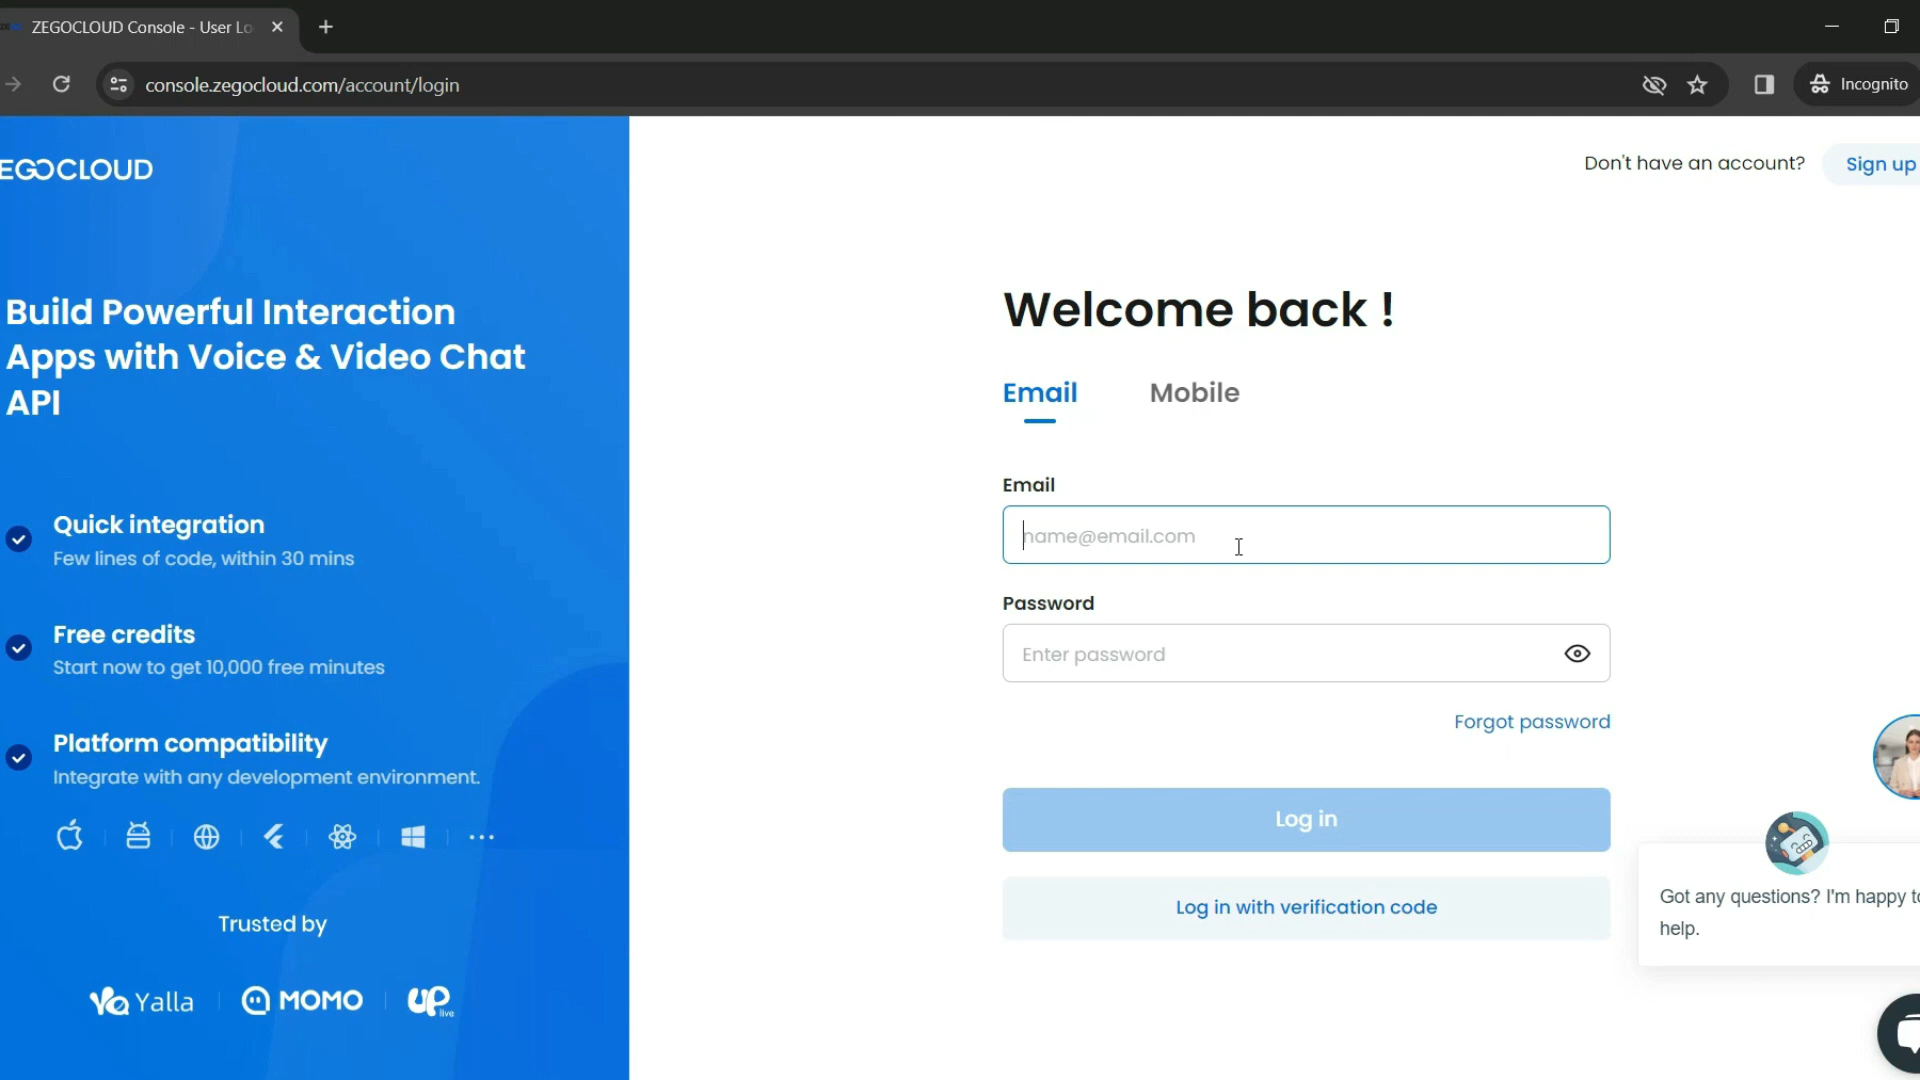 ZEGOCLOUD Console - User Lo
console.zegocloud.com/account/login
Incognito
EGOCLOUD
Don't have an account?
Sign up
Build Powerful Interaction
Apps with Voice & Video Chat
API
Quick integration
Few lines of code, within 30 mins
Free credits
Start now to get 10,000 free minutes
Platform compatibility
Integrate with any development environment.
Trusted by
Yalla
MOMO
UP live
Welcome back !
Email
Mobile
Email
name@email.com
Password
Enter password
Forgot password
Log in
Log in with verification code
Got any questions? I'm happy to
help.